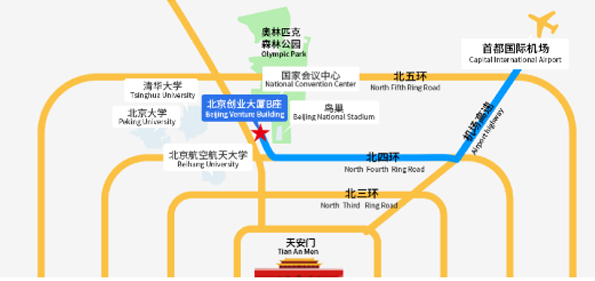 奥林匹克
森林公园
Olympic Park
首都国际机场
Capital International Airport
国家会议中心
National Convention Center
北五环
North Fifth Ring Road
清华大学
Tsinghuz University
北京创业大厦B座
Beijing Venture Building
鸟巢
Beijing National Stadium
北京大学
Peking University
机场高速
Airport highway
北京航空航天大学
Beihang University
北四环
North Fourth Ring Road
北三环
North Third Ring Road
天安门
Tian An Men